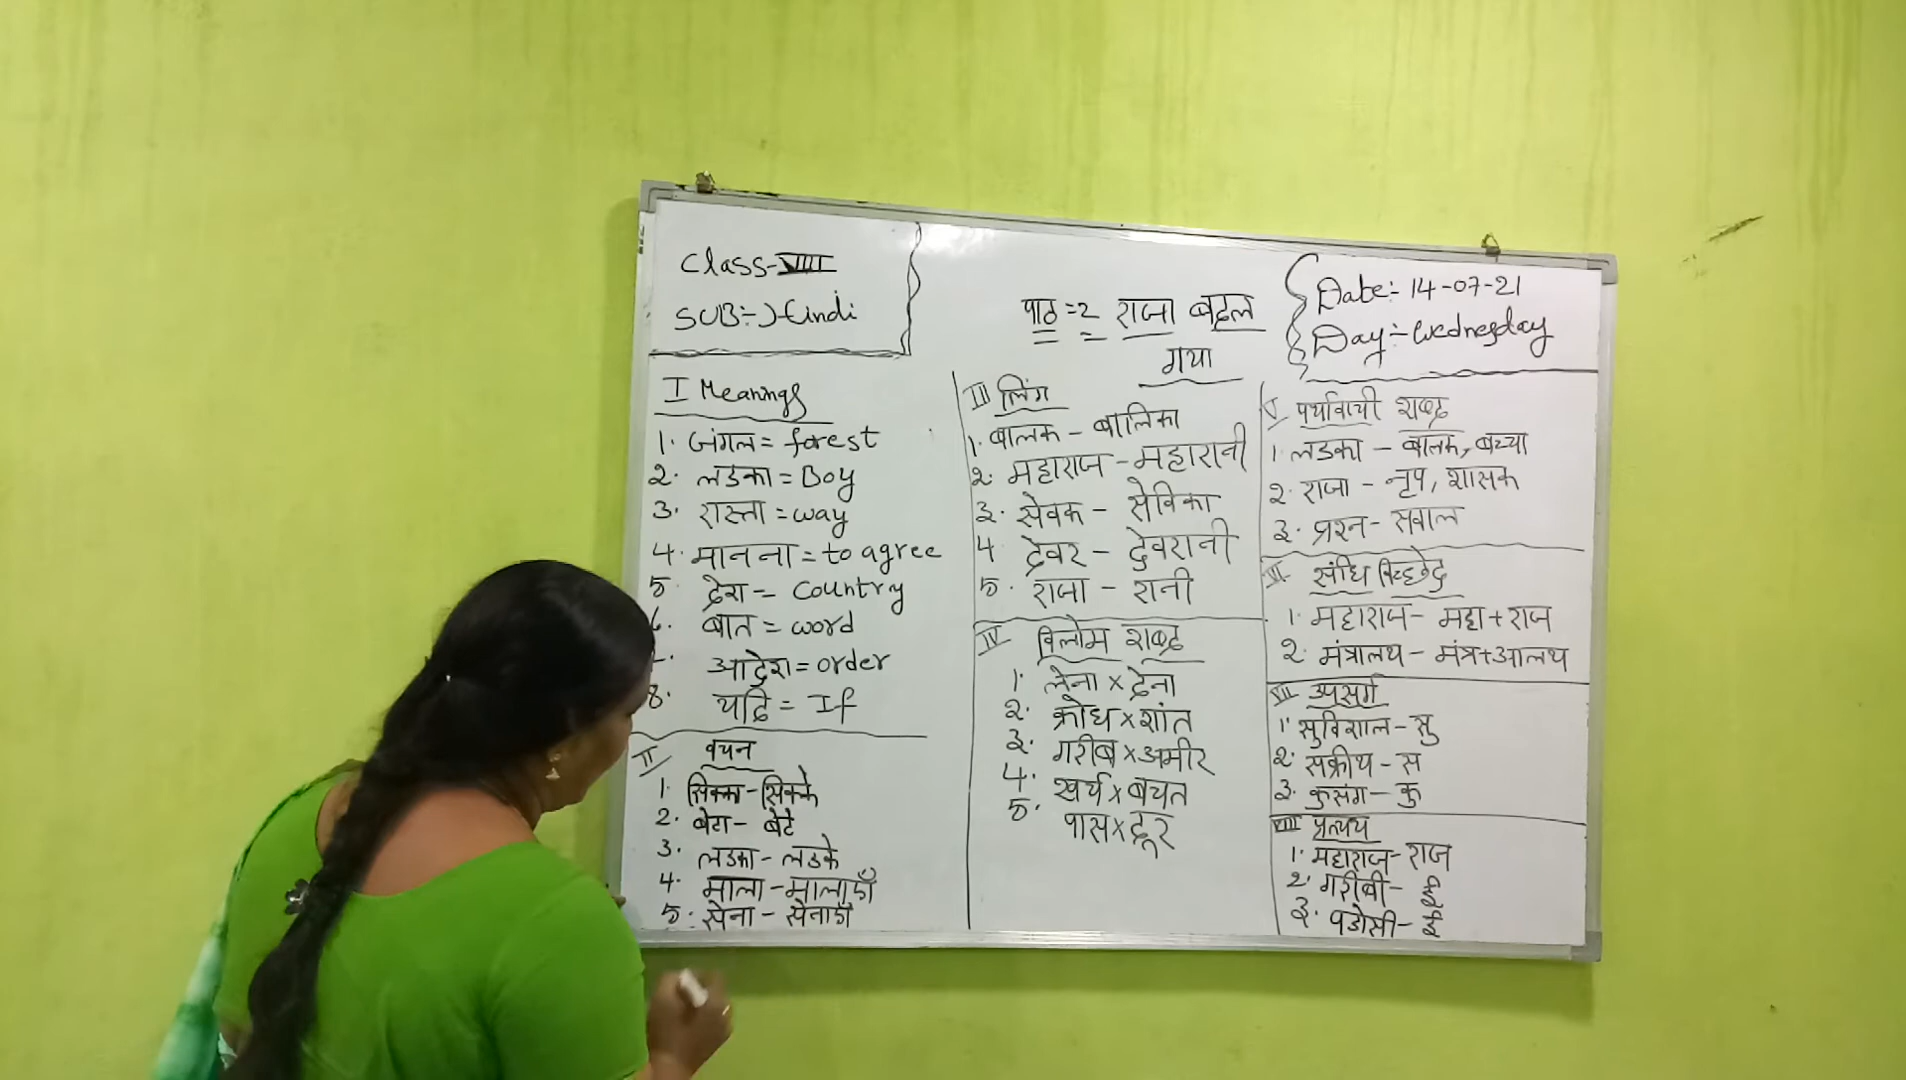 Class-VIII
SUB:- Hindi
पाठ=2 राजा बदल
गया
Date:- 14-07-21
Day:- Wednesday
I Meanings
1. जंगल = forest
2. लडका = Boy
3. रास्ता = way
4. मानना = to agree
5. देश = Country
6. बात = word
आदेश = order
8. यदि = If
II वचन
1. सिक्का - सिक्के
2. बेटा - बेटे
3. लडका - लडके
4. माला - मालाएँ
5. सेना - सेनाएँ
III लिंग
1. बालक - बालिका
2. महाराज - महारानी
3. सेवक - सेविका
4 देवर - देवरानी
5. राजा - रानी
IV विलोम शब्द
1. लेना × देना
2. क्रोध × शांत
3. गरीब × अमीर
4. खर्च × बचत
5. पास × दूर
V पर्यावाची शब्द
1. लडका - बालक, बच्चा
2. राजा - नृप, शासक
3. प्रश्न - सवाल
VI संधि विच्छेद
1. महाराज - महा + राज
2. मंत्रालय - मंत्र + आलय
VII उपसर्ग
1. सुविशाल - सु
2. सक्रीय - स
3. कुसंग - कु
VIII प्रत्यय
1. महाराज - राज
2. गरीबी - ई
3. पडोसी - ई